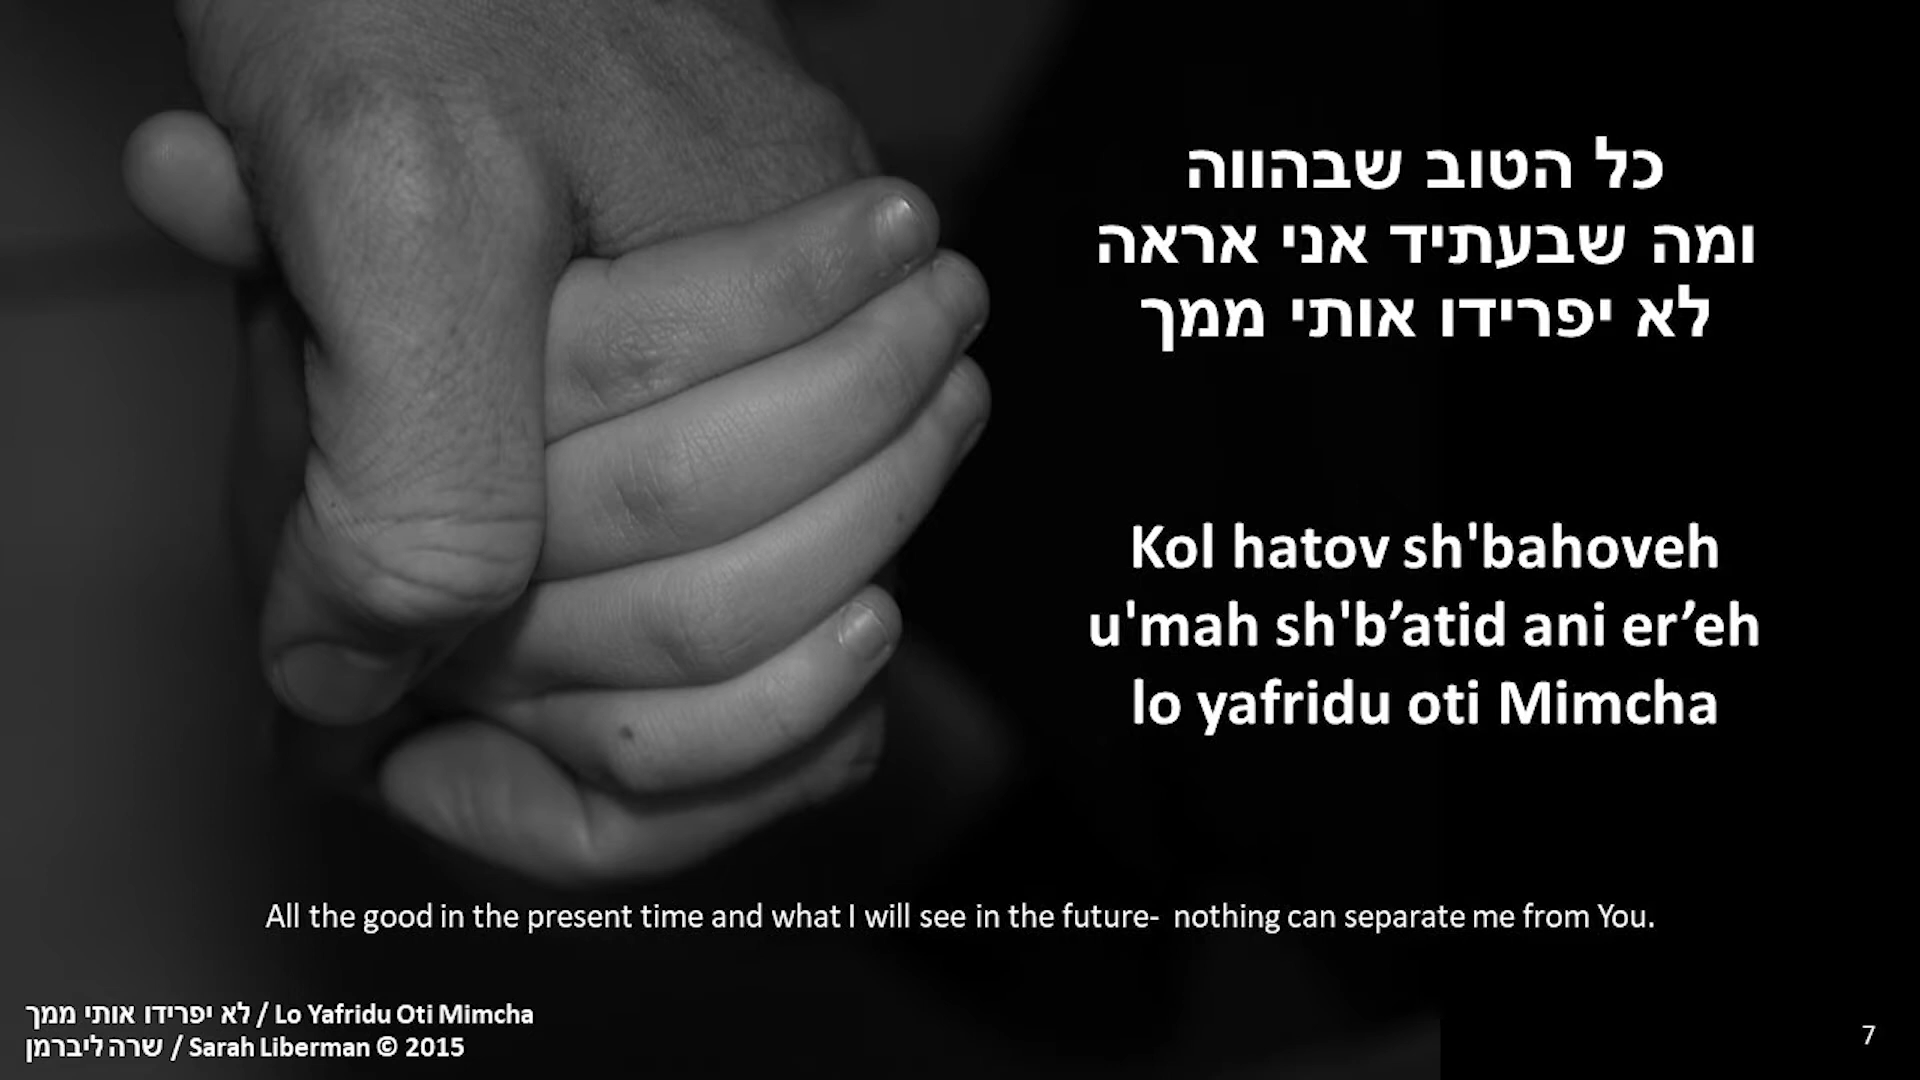 כל הטוב שבהווה
ומה שבעתיד אני אראה
לא יפרידו אותי ממך
Kol hatov sh'bahoveh
u'mah sh'b’atid ani er’eh
lo yafridu oti Mimcha
All the good in the present time and what I will see in the future- nothing can separate me from You.
לא יפרידו אותי ממך / Lo Yafridu Oti Mimcha
שרה ליברמן / Sarah Liberman © 2015
7